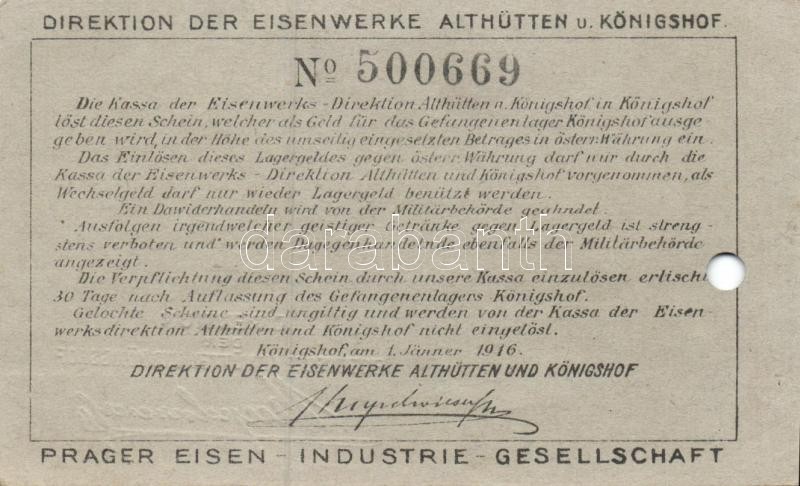 DIREKTION DER EISENWERKE ALTHÜTTEN u. KÖNIGSHOF.
No 500669
Die Kassa der Eisenwerks-Direktion Althütten u. Königshof in Königshof
löst diesen Schein, welcher als Geld für das Gefangenenlager Königshof ausge-
geben wird, in der Höhe des umseitig eingesetzten Betrages in österr. Währung ein.
Das Einlösen dieses Lagergeldes gegen österr. Währung darf nur durch die
Kassa der Eisenwerks-Direktion Althütten und Königshof vorgenommen, als
Wechselgeld darf nur wieder Lagergeld benützt werden.
Ein Dawiderhandeln wird von der Militärbehörde geahndet.
Ausfolgen irgendwelcher geistiger Getränke gegen Lagergeld ist streng-
stens verboten und werden Dagegenhandelnde ebenfalls der Militärbehörde
angezeigt.
Die Verpflichtung diesen Schein durch unsere Kassa einzulösen erlischt
30 Tage nach Auflassung des Gefangenenlagers Königshof.
Gelochte Scheine sind ungiltig und werden von der Kassa der Eisen-
werksdirektion Althütten und Königshof nicht eingelöst.
Königshof, am 1. Jänner 1916.
DIREKTION DER EISENWERKE ALTHÜTTEN UND KÖNIGSHOF
PRAGER EISEN-INDUSTRIE-GESELLSCHAFT
darabanth